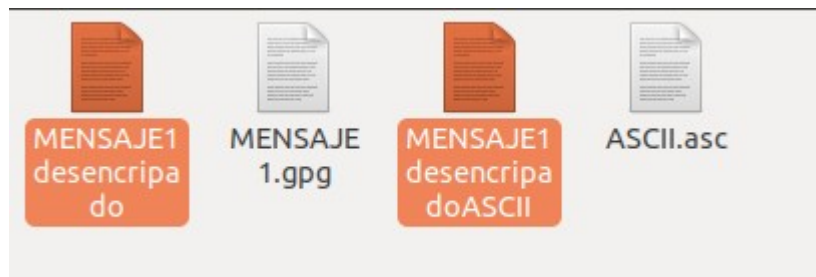 MENSAJE1
desencripa
do
MENSAJE
1.gpg
MENSAJE1
desencripa
doASCII
ASCII.asc